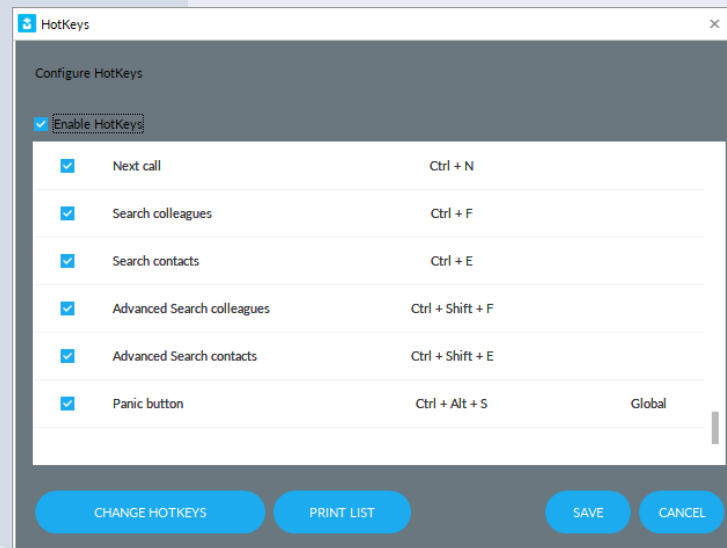 HotKeys
Configure HotKeys
Enable HotKeys
Next call Ctrl + N
Search colleagues Ctrl + F
Search contacts Ctrl + E
Advanced Search colleagues Ctrl + Shift + F
Advanced Search contacts Ctrl + Shift + E
Panic button Ctrl + Alt + S Global
CHANGE HOTKEYS PRINT LIST SAVE CANCEL